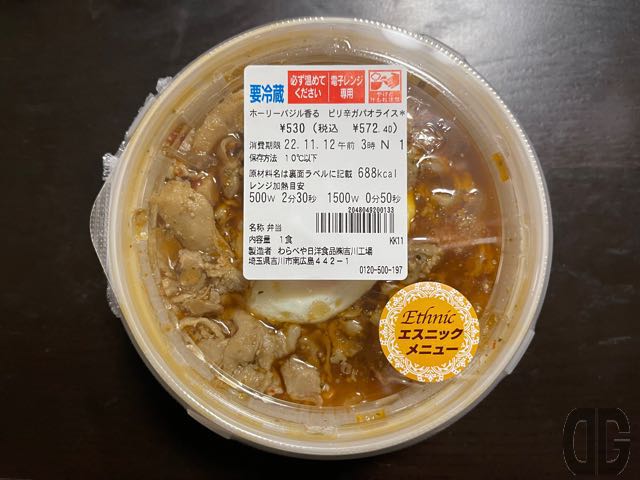 要冷蔵
必ず温めて
ください
電子レンジ
専用
やけど
ホーリーバジル香る ピリ辛ガパオライス*
¥530 (税込 ¥572.40)
消費期限 22.11.12午前 3時 N 1
保存方法 10℃以下
原材料名は裏面ラベルに記載 688kcal
レンジ加熱目安
500W 2分30秒 1500W 0分50秒
2048049200133
名称 弁当
内容量 1食 KK11
製造者 わらべや日洋食品㈱吉川工場
埼玉県吉川市南広島442-1
0120-500-197
Ethnic
エスニック
メニュー
DG